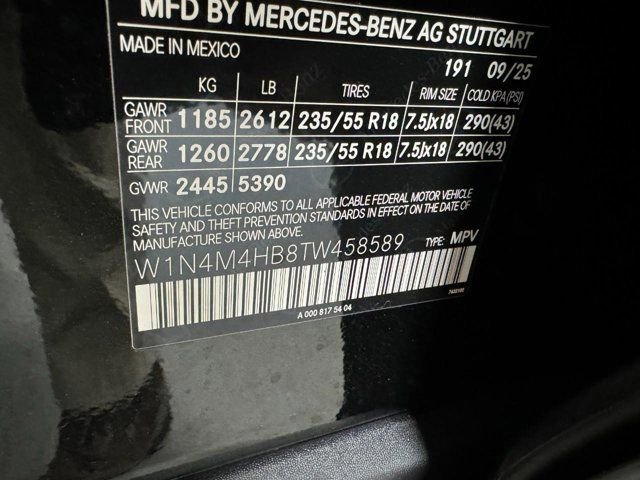 MFD BY MERCEDES-BENZ AG STUTTGART
MADE IN MEXICO 191 09/25
KG LB TIRES RIM SIZE COLD KPA (PSI)
GAWR FRONT 1185 2612 235/55 R18 7.5Jx18 290(43)
GAWR REAR 1260 2778 235/55 R18 7.5Jx18 290(43)
GVWR 2445 5390
THIS VEHICLE CONFORMS TO ALL APPLICABLE FEDERAL MOTOR VEHICLE
SAFETY AND THEFT PREVENTION STANDARDS IN EFFECT ON THE DATE OF
MANUFACTURE SHOWN ABOVE.
W1N4M4HB8TW458589 TYPE: MPV
A 000 817 54 04